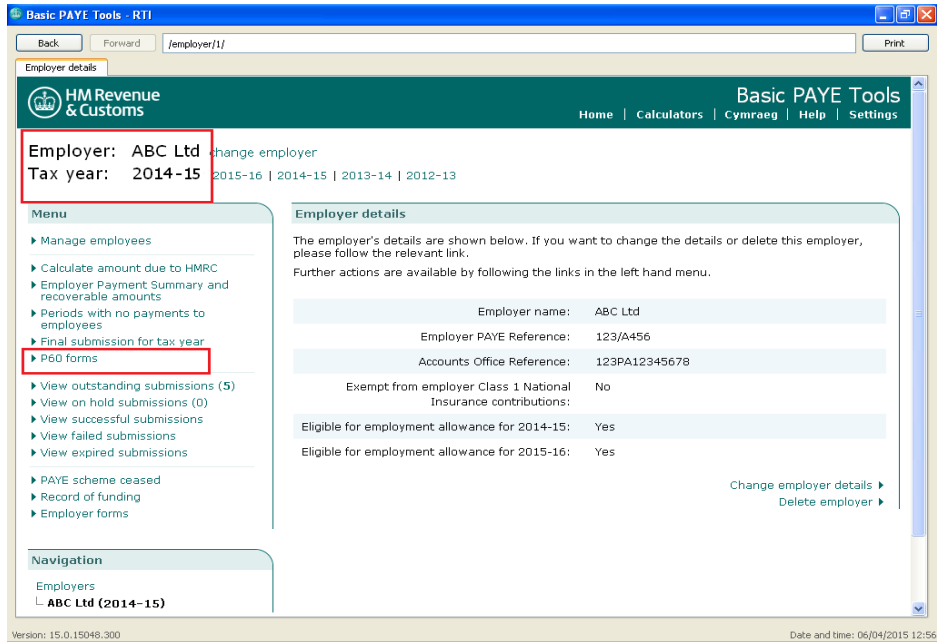 Basic PAYE Tools - RTI
Back Forward /employer/1/ Print
Employer details
HM Revenue
& Customs
Basic PAYE Tools
Home | Calculators | Cymraeg | Help | Settings
Employer: ABC Ltd change employer
Tax year: 2014-15 2015-16 | 2014-15 | 2013-14 | 2012-13
Menu
Manage employees
Calculate amount due to HMRC
Employer Payment Summary and
recoverable amounts
Periods with no payments to
employees
Final submission for tax year
P60 forms
View outstanding submissions (5)
View on hold submissions (0)
View successful submissions
View failed submissions
View expired submissions
PAYE scheme ceased
Record of funding
Employer forms
Navigation
Employers
ABC Ltd (2014-15)
Employer details
The employer's details are shown below. If you want to change the details or delete this employer,
please follow the relevant link.
Further actions are available by following the links in the left hand menu.
Employer name: ABC Ltd
Employer PAYE Reference: 123/A456
Accounts Office Reference: 123PA12345678
Exempt from employer Class 1 National No
Insurance contributions:
Eligible for employment allowance for 2014-15: Yes
Eligible for employment allowance for 2015-16: Yes
Change employer details
Delete employer
Version: 15.0.15048.300 Date and time: 06/04/2015 12:56